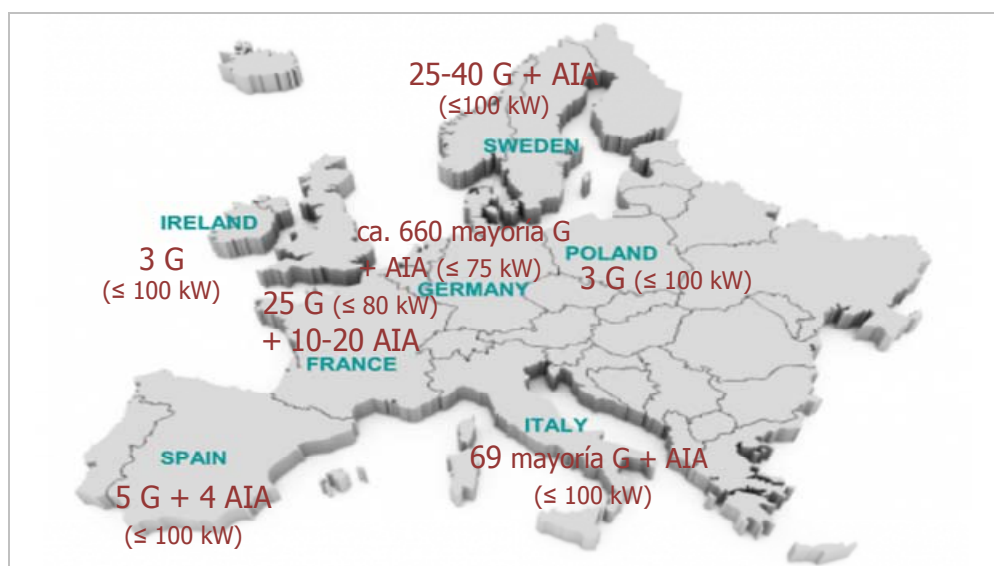 25-40 G + AIA
(≤100 kW)
SWEDEN
IRELAND
3 G
(≤ 100 kW)
ca. 660 mayoría G
+ AIA (≤ 75 kW)
GERMANY
POLAND
3 G (≤ 100 kW)
25 G (≤ 80 kW)
+ 10-20 AIA
FRANCE
ITALY
69 mayoría G + AIA
(≤ 100 kW)
SPAIN
5 G + 4 AIA
(≤ 100 kW)